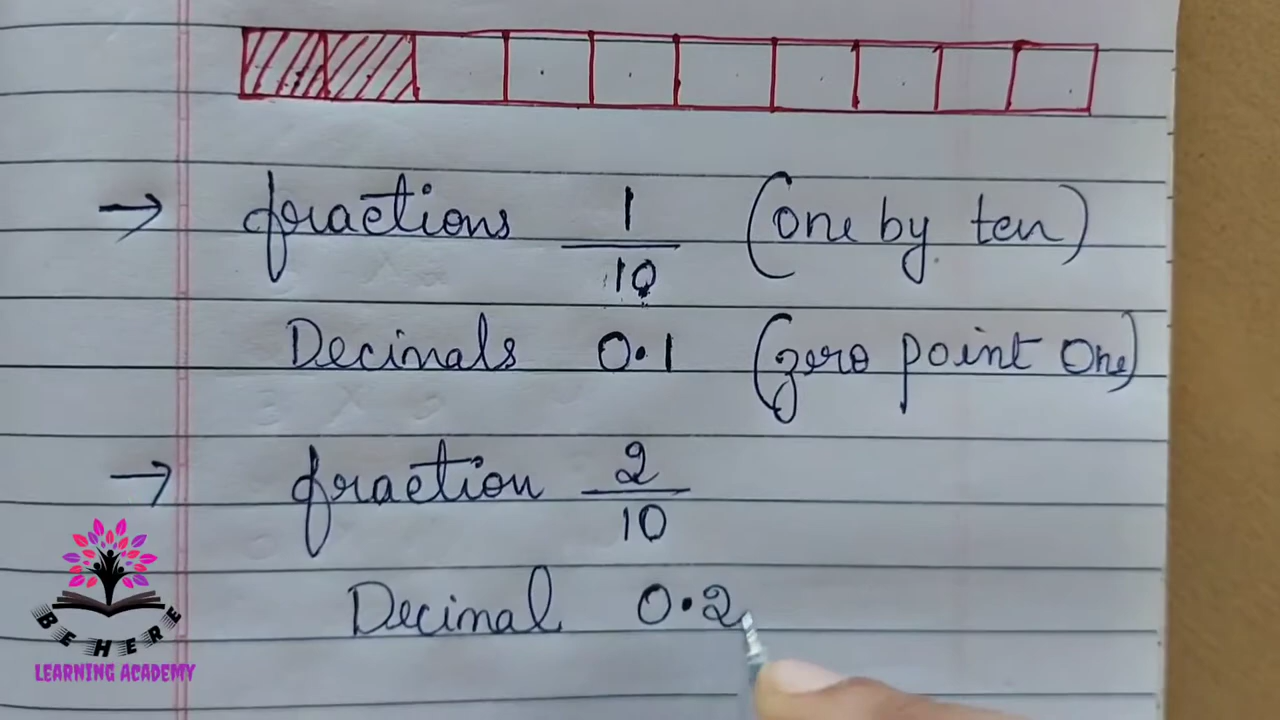 → fractions 1/10 (one by ten)
Decimals 0.1 (zero point One)
→ fraction 2/10
Decimal 0.2
BEHERE
LEARNING ACADEMY